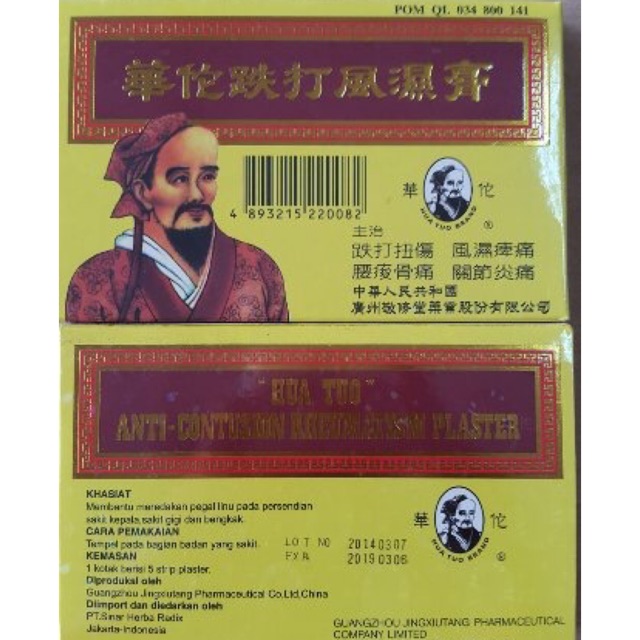 POM QL 034 800 141
華佗跌打風濕膏
4 893215 220082
華 佗
HUA TUO BRAND
®
主治
跌打扭傷 風濕痺痛
腰痠骨痛 關節炎痛
中華人民共和國
廣州敬修堂藥業股份有限公司
"HUA TUO"
ANTI-CONTUSION RHEUMATISM PLASTER
KHASIAT
Membantu meredakan pegal linu pada persendian
sakit kepala,sakit gigi dan bengkak.
CARA PEMAKAIAN
Tempel pada bagian badan yang sakit.
KEMASAN
1 kotak berisi 5 strip plaster.
Diproduksi oleh
Guangzhou Jingxiutang Pharmaceutical Co.Ltd,China
Diimport dan diedarkan oleh
PT.Sinar Herba Radix
Jakarta-Indonesia
LOT NO 20140307
EXP. 20190306
華 佗
HUA TUO BRAND
®
GUANGZHOU JINGXIUTANG PHARMACEUTICAL
COMPANY LIMITED